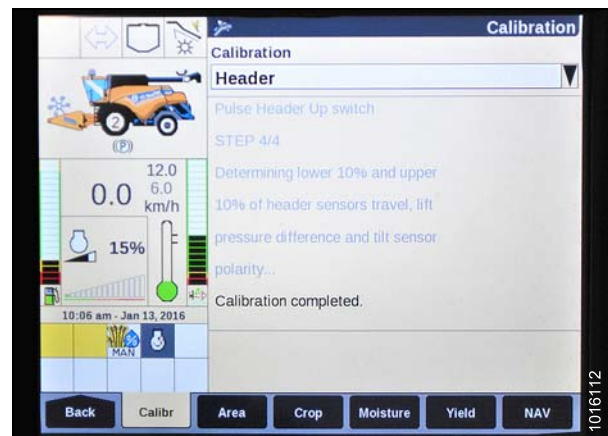 Calibration
Calibration
Header
Pulse Header Up switch
STEP 4/4
Determining lower 10% and upper
10% of header sensors travel, lift
pressure difference and tilt sensor
polarity...
Calibration completed.
2
(P)
12.0
0.0 6.0
km/h
15%
10:06 am - Jan 13, 2016
MAN
Back Calibr Area Crop Moisture Yield NAV
1016112